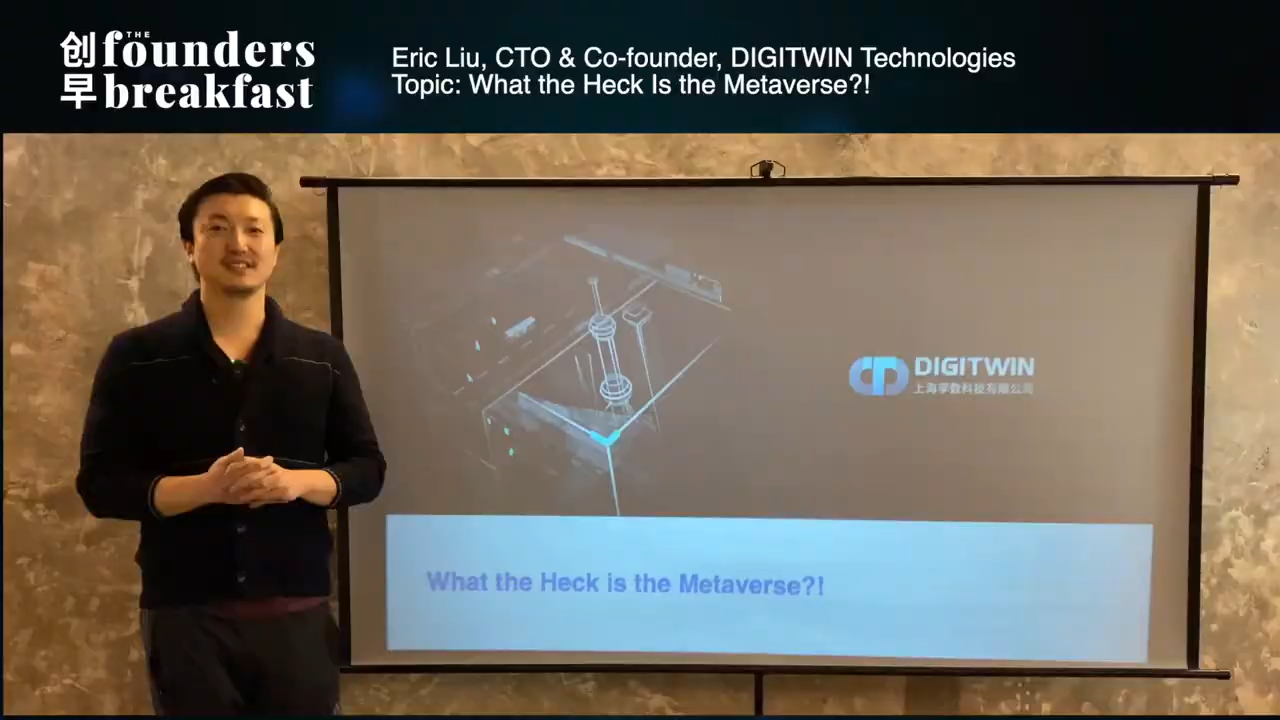 创早
THE
founders
breakfast
Eric Liu, CTO & Co-founder, DIGITWIN Technologies
Topic: What the Heck Is the Metaverse?!
DIGITWIN
上海孪数科技有限公司
What the Heck is the Metaverse?!